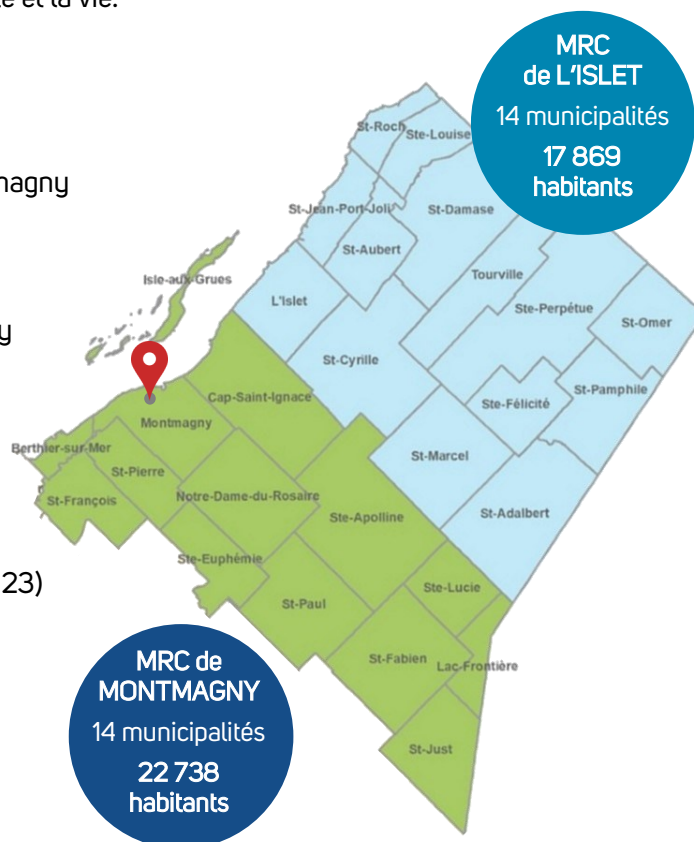 té et la vie.
MRC
de L'ISLET
14 municipalités
17 869
habitants
nagny
y
23)
St-Roch
Ste-Louise
St-Jean-Port-Joli
St-Damase
St-Aubert
Isle-aux-Grues
Tourville
L'Islet
Ste-Perpétue
St-Omer
St-Cyrille
St-Pamphile
Cap-Saint-Ignace
Ste-Félicité
Montmagny
Berthier-sur-Mer
St-Marcel
St-Pierre
Notre-Dame-du-Rosaire
St-François
St-Adalbert
Ste-Apolline
Ste-Euphémie
Ste-Lucie
St-Paul
St-Fabien
Lac-Frontière
St-Just
MRC de
MONTMAGNY
14 municipalités
22 738
habitants